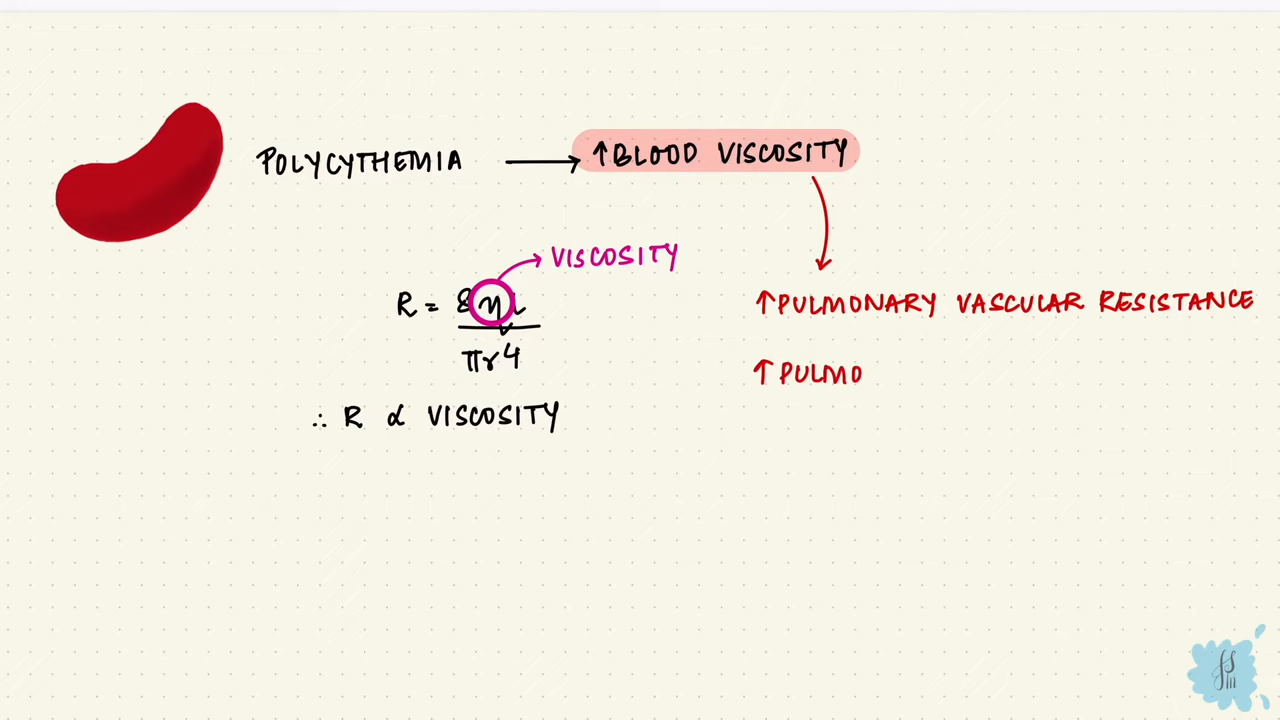 POLYCYTHEMIA → ↑BLOOD VISCOSITY
VISCOSITY
R = 8ηl
πr4
↑PULMONARY VASCULAR RESISTANCE
↑PULMO
∴ R ∝ VISCOSITY